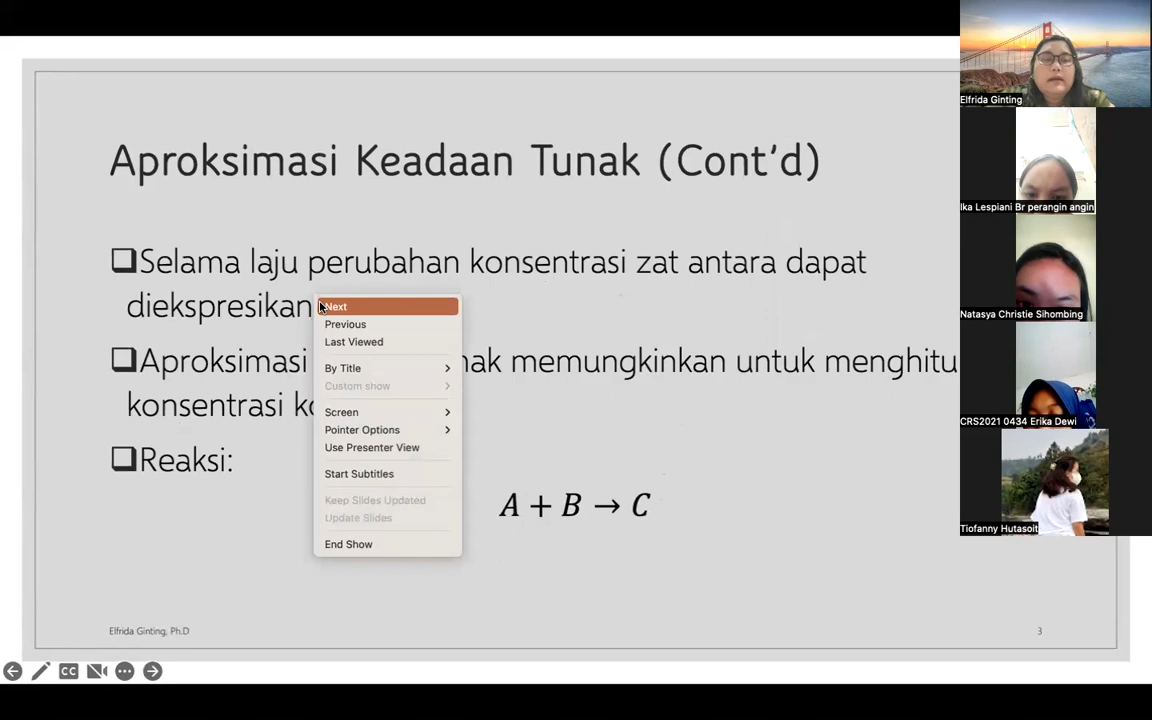 Aproksimasi Keadaan Tunak (Cont'd)
❑Selama laju perubahan konsentrasi zat antara dapat
diekspresikan
❑Aproksimasi nak memungkinkan untuk menghitu
konsentrasi ko
❑Reaksi:
A + B → C
Next
Previous
Last Viewed
By Title
Custom show
Screen
Pointer Options
Use Presenter View
Start Subtitles
Keep Slides Updated
Update Slides
End Show
Elfrida Ginting, Ph.D
3
CC
Elfrida Ginting
Ika Lespiani Br perangin angin
Natasya Christie Sihombing
CRS2021 0434 Erika Dewi
Tiofanny Hutasoit